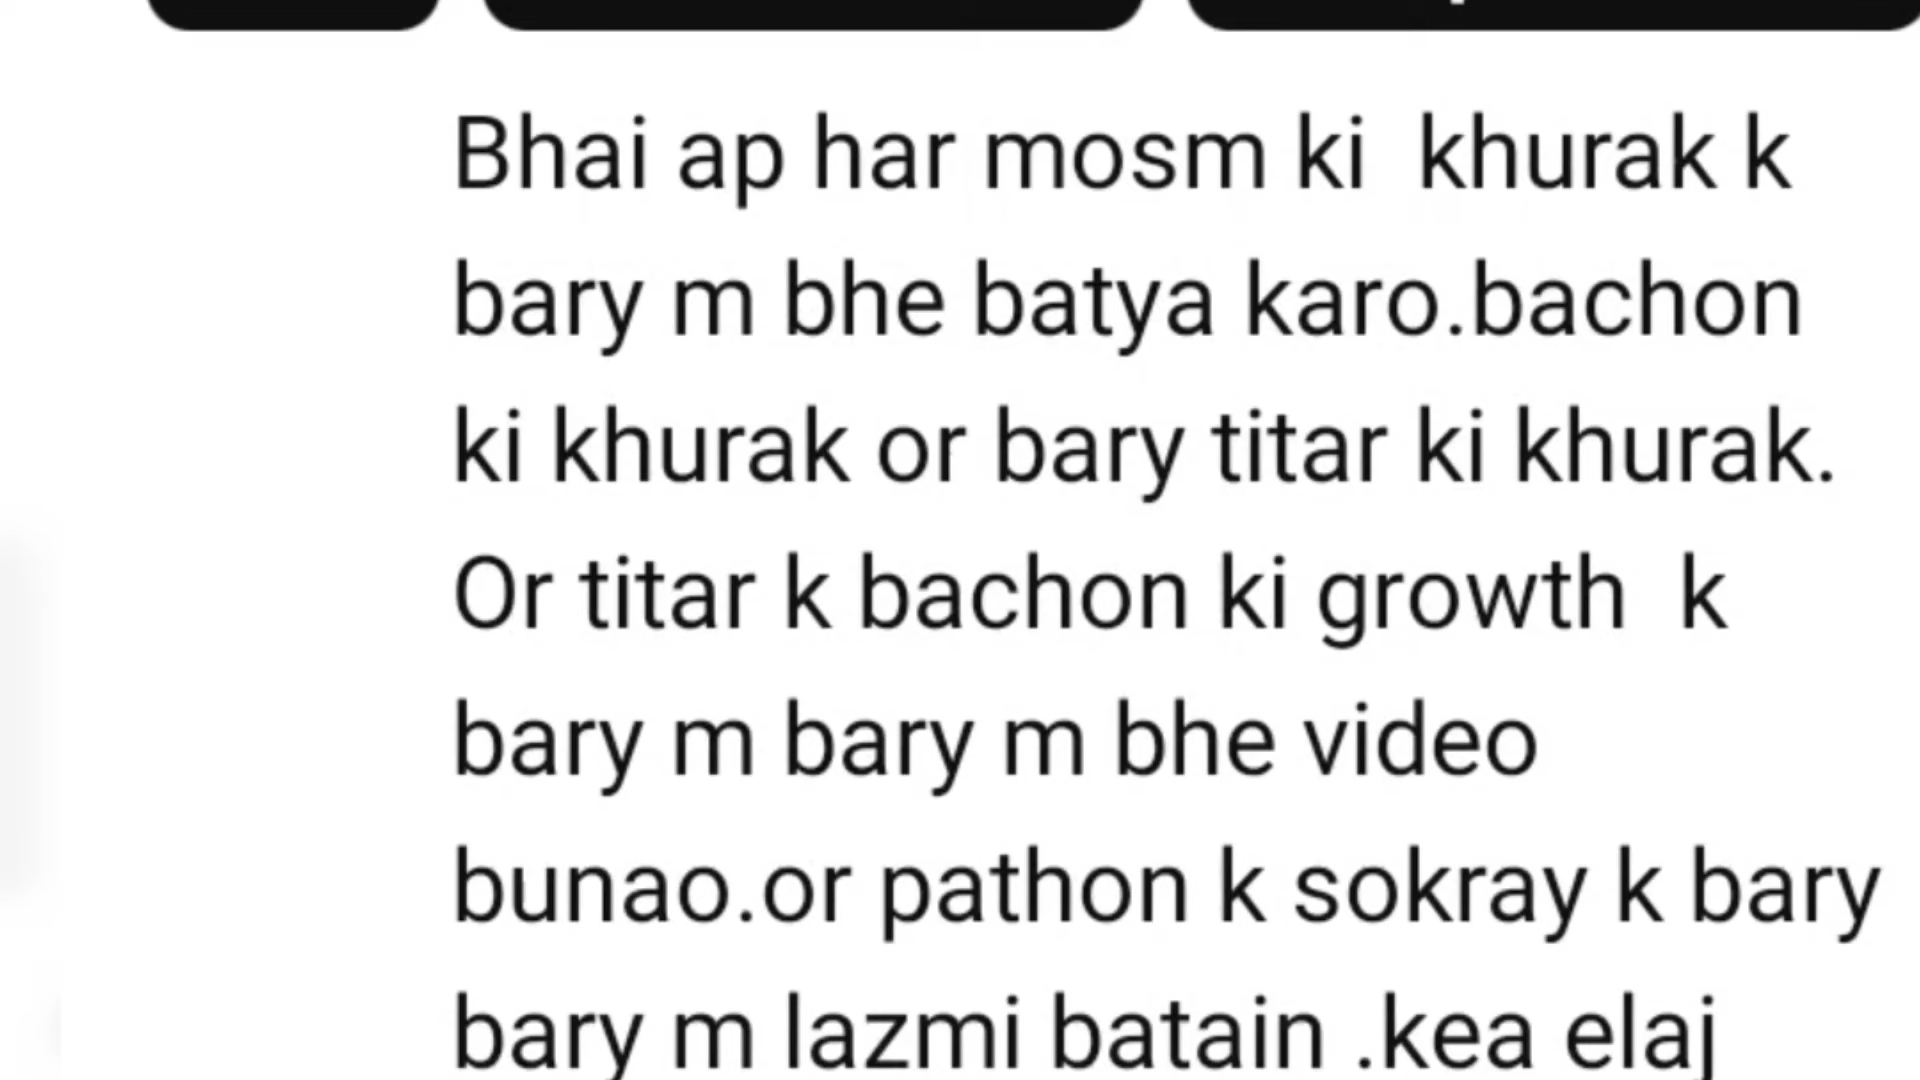 Bhai ap har mosm ki  khurak k
bary m bhe batya karo.bachon
ki khurak or bary titar ki khurak.
Or titar k bachon ki growth  k
bary m bary m bhe video
bunao.or pathon k sokray k bary
bary m lazmi batain .kea elaj